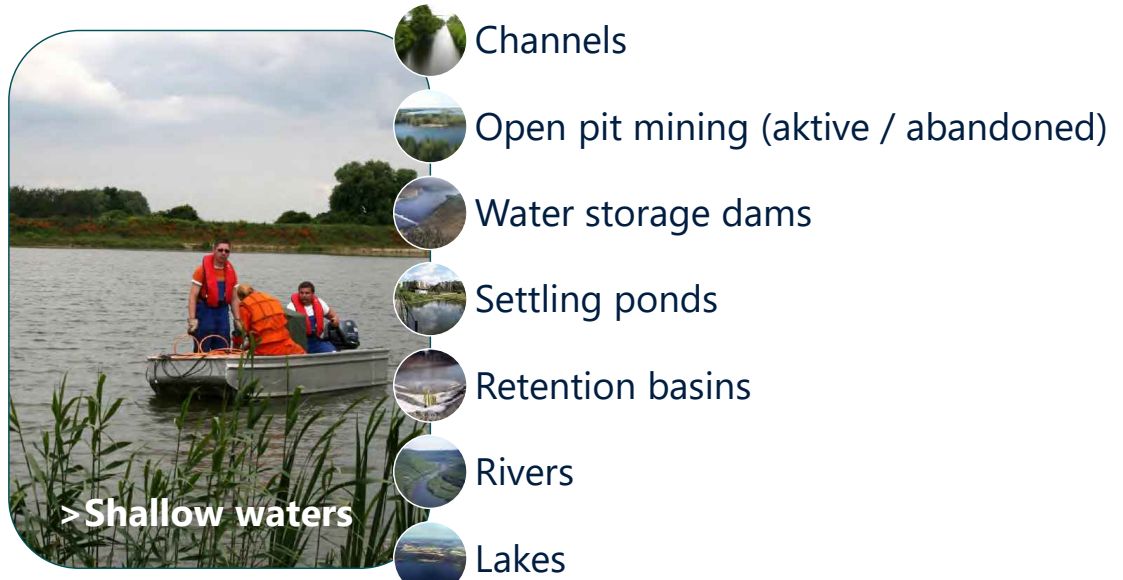 Channels
Open pit mining (aktive / abandoned)
Water storage dams
Settling ponds
Retention basins
Rivers
>Shallow waters
Lakes